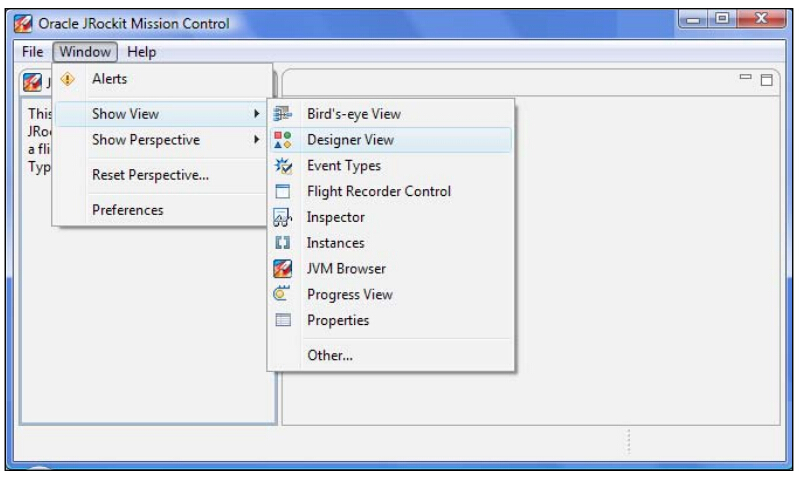 Oracle JRockit Mission Control
File Window Help
J
Alerts
This
JRo
a fli
Typ
Show View
Show Perspective
Reset Perspective...
Preferences
Bird's-eye View
Designer View
Event Types
Flight Recorder Control
Inspector
Instances
JVM Browser
Progress View
Properties
Other...